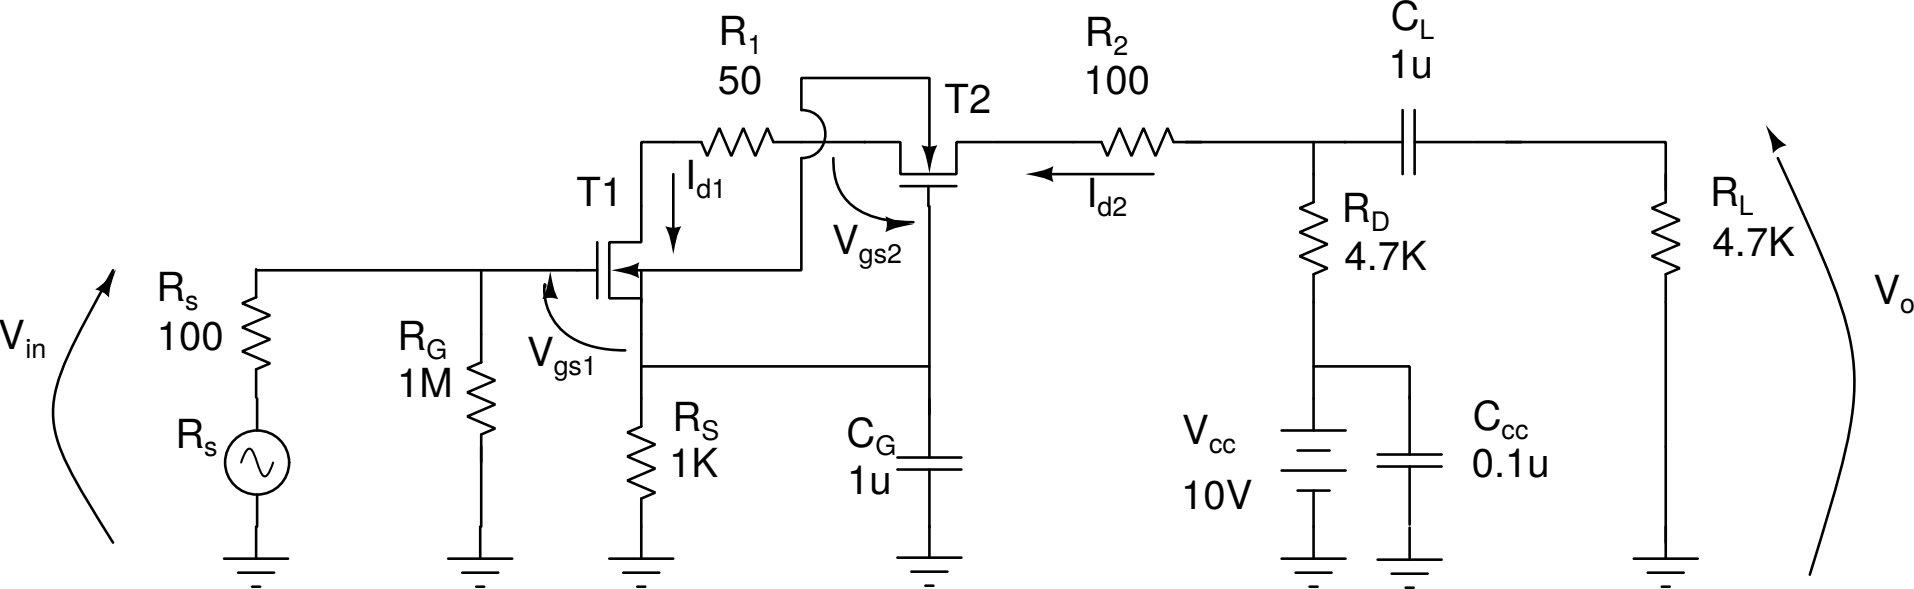 R1
50
R2
100
CL
1u
T2
T1
Id1
Id2
Vgs2
RD
4.7K
RL
4.7K
Vin
Rs
100
RG
1M
Vgs1
Vo
Rs
RS
1K
CG
1u
Vcc
10V
Ccc
0.1u